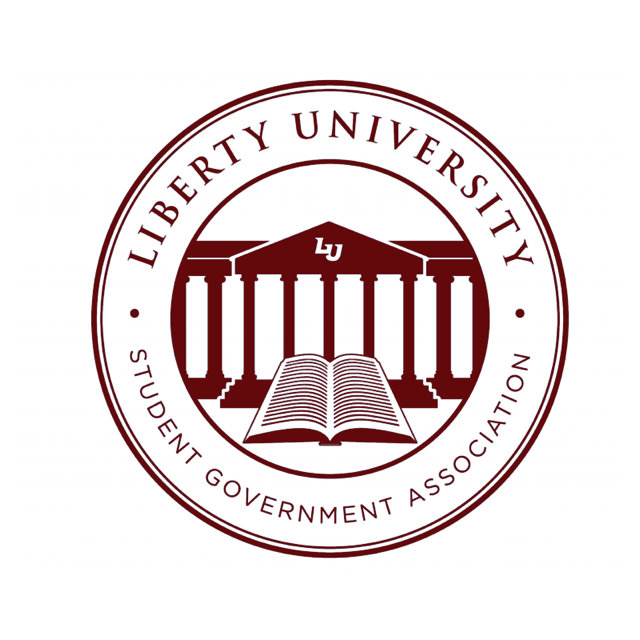 LIBERTY UNIVERSITY
LU
STUDENT GOVERNMENT ASSOCIATION